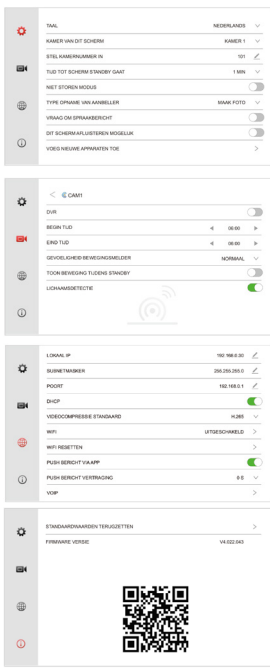 TAAL NEDERLANDS
KAMER VAN DIT SCHERM KAMER 1
STEL KAMERNUMMER IN 101
TIJD TOT SCHERM STANDBY GAAT 1 MIN
NIET STOREN MODUS
TYPE OPNAME VAN AANBELLER MAAK FOTO
VRAAG OM SPRAAKBERICHT
DIT SCHERM AFLUISTEREN MOGELIJK
VOEG NIEUWE APPARATEN TOE
CAM1
DVR
BEGIN TIJD 06:00
EIND TIJD 06:00
GEVOELIGHEID BEWEGINGSMELDER NORMAAL
TOON BEWEGING TIJDENS STANDBY
LICHAAMSDETECTIE
LOKAAL IP 192.168.0.30
SUBNETMASKER 255.255.255.0
POORT 192.168.0.1
DHCP
VIDEOCOMPRESSIE STANDAARD H.265
WIFI UITGESCHAKELD
WIFI RESETTEN
PUSH BERICHT VIA APP
PUSH BERICHT VERTRAGING
VOIP
STANDAARDWAARDEN TERUGZETTEN
FIRMWARE VERSIE V4.022.043